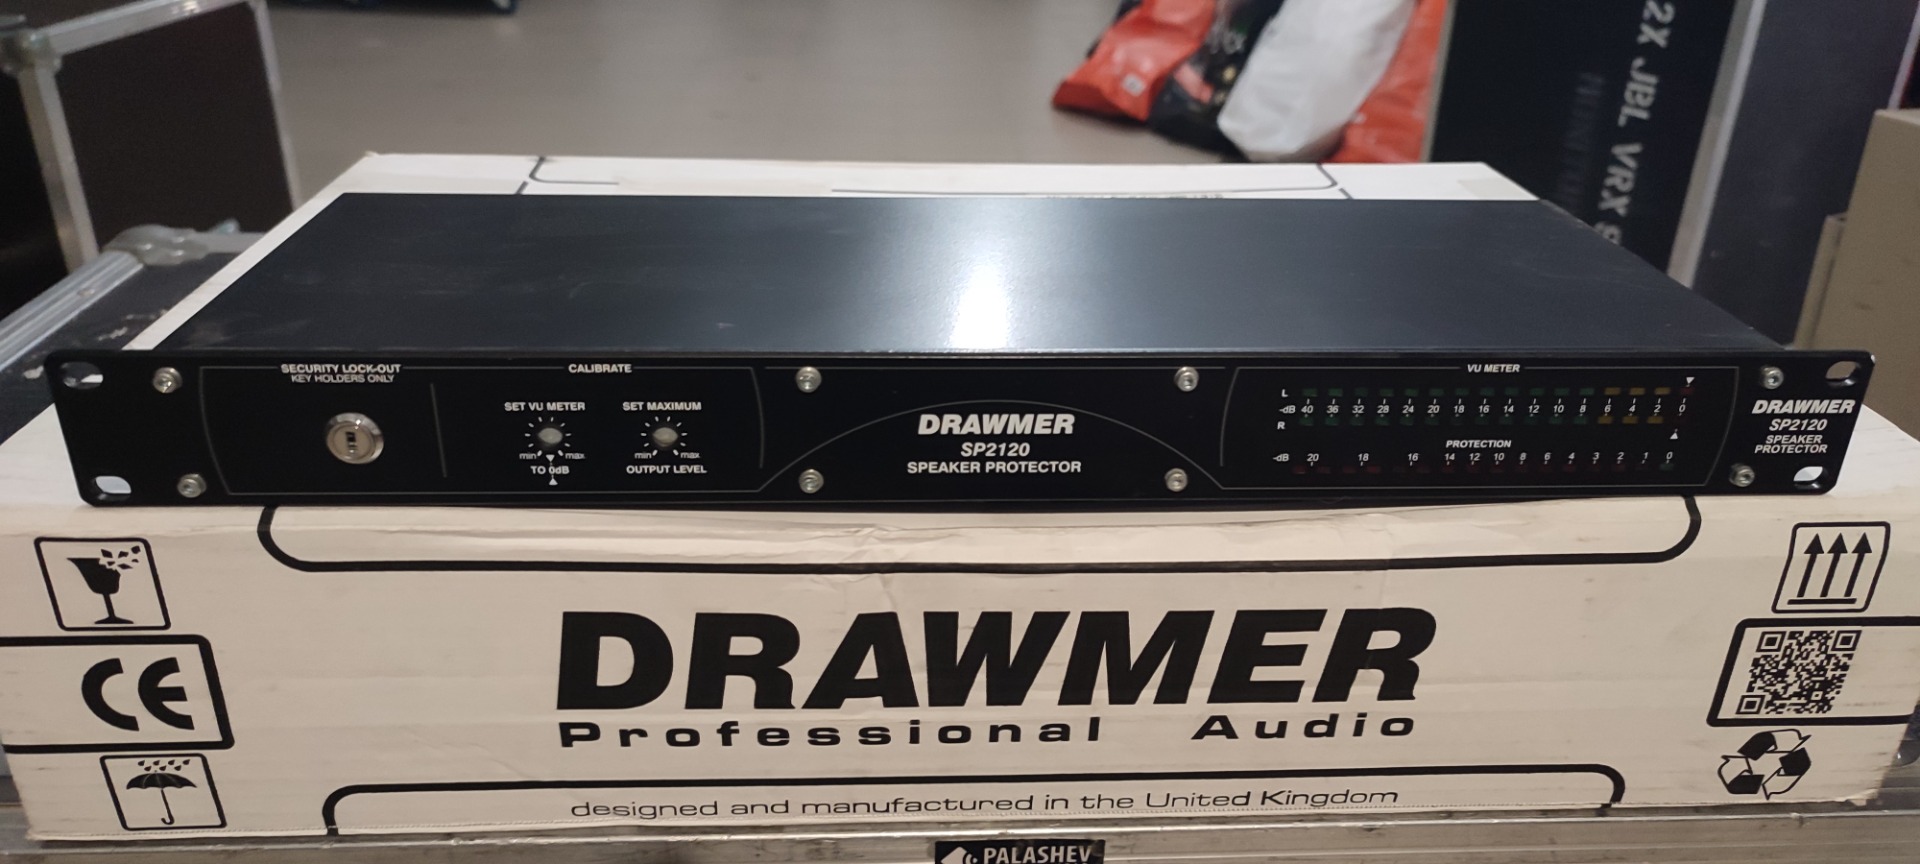 2X JBL VRX
SECURITY LOCK-OUT
KEY HOLDERS ONLY
CALIBRATE
SET VU METER
min max
TO 0dB
SET MAXIMUM
min max
OUTPUT LEVEL
DRAWMER
SP2120
SPEAKER PROTECTOR
VU METER
L
-dB 40 36 32 28 24 20 18 16 14 12 10 8 6 4 2 0
R
PROTECTION
-dB 20 18 16 14 12 10 8 6 4 3 2 1 0
DRAWMER
SP2120
SPEAKER
PROTECTOR
CE
DRAWMER
Professional Audio
designed and manufactured in the United Kingdom
PALASHEV